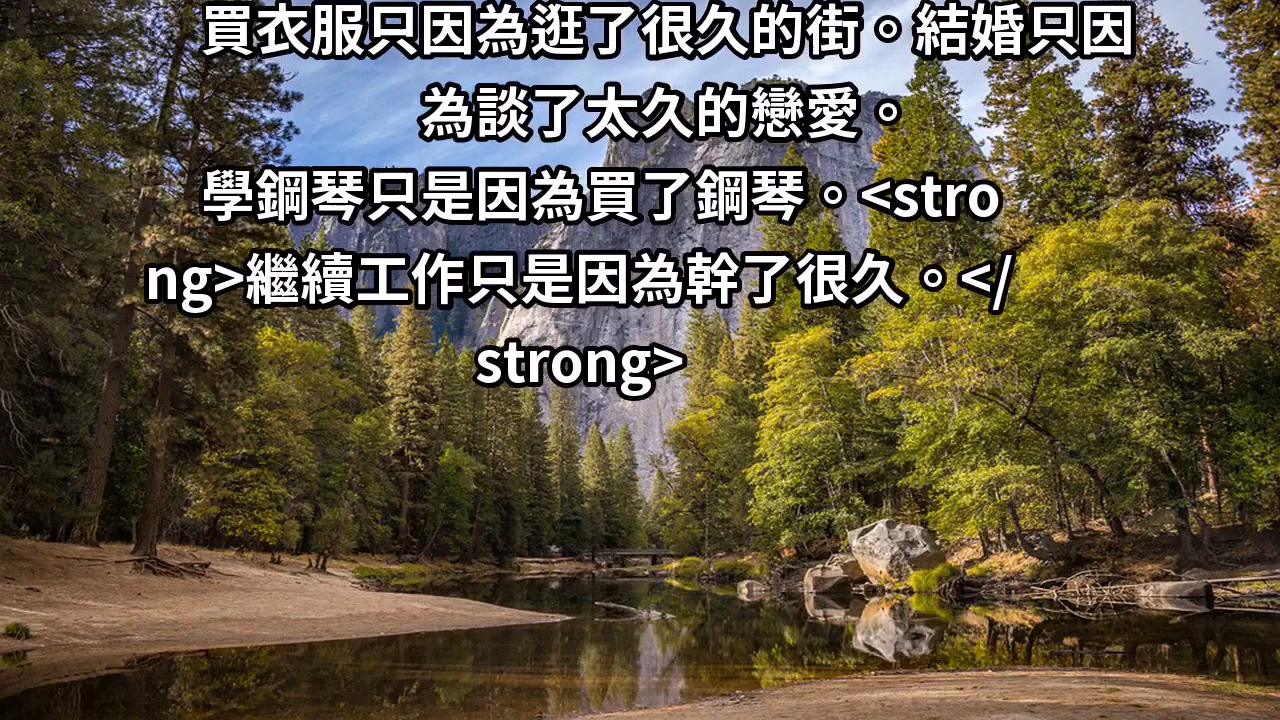 買衣服只因為逛了很久的街。結婚只因
為談了太久的戀愛。
學鋼琴只是因為買了鋼琴。<stro
ng>繼續工作只是因為幹了很久。</
strong>